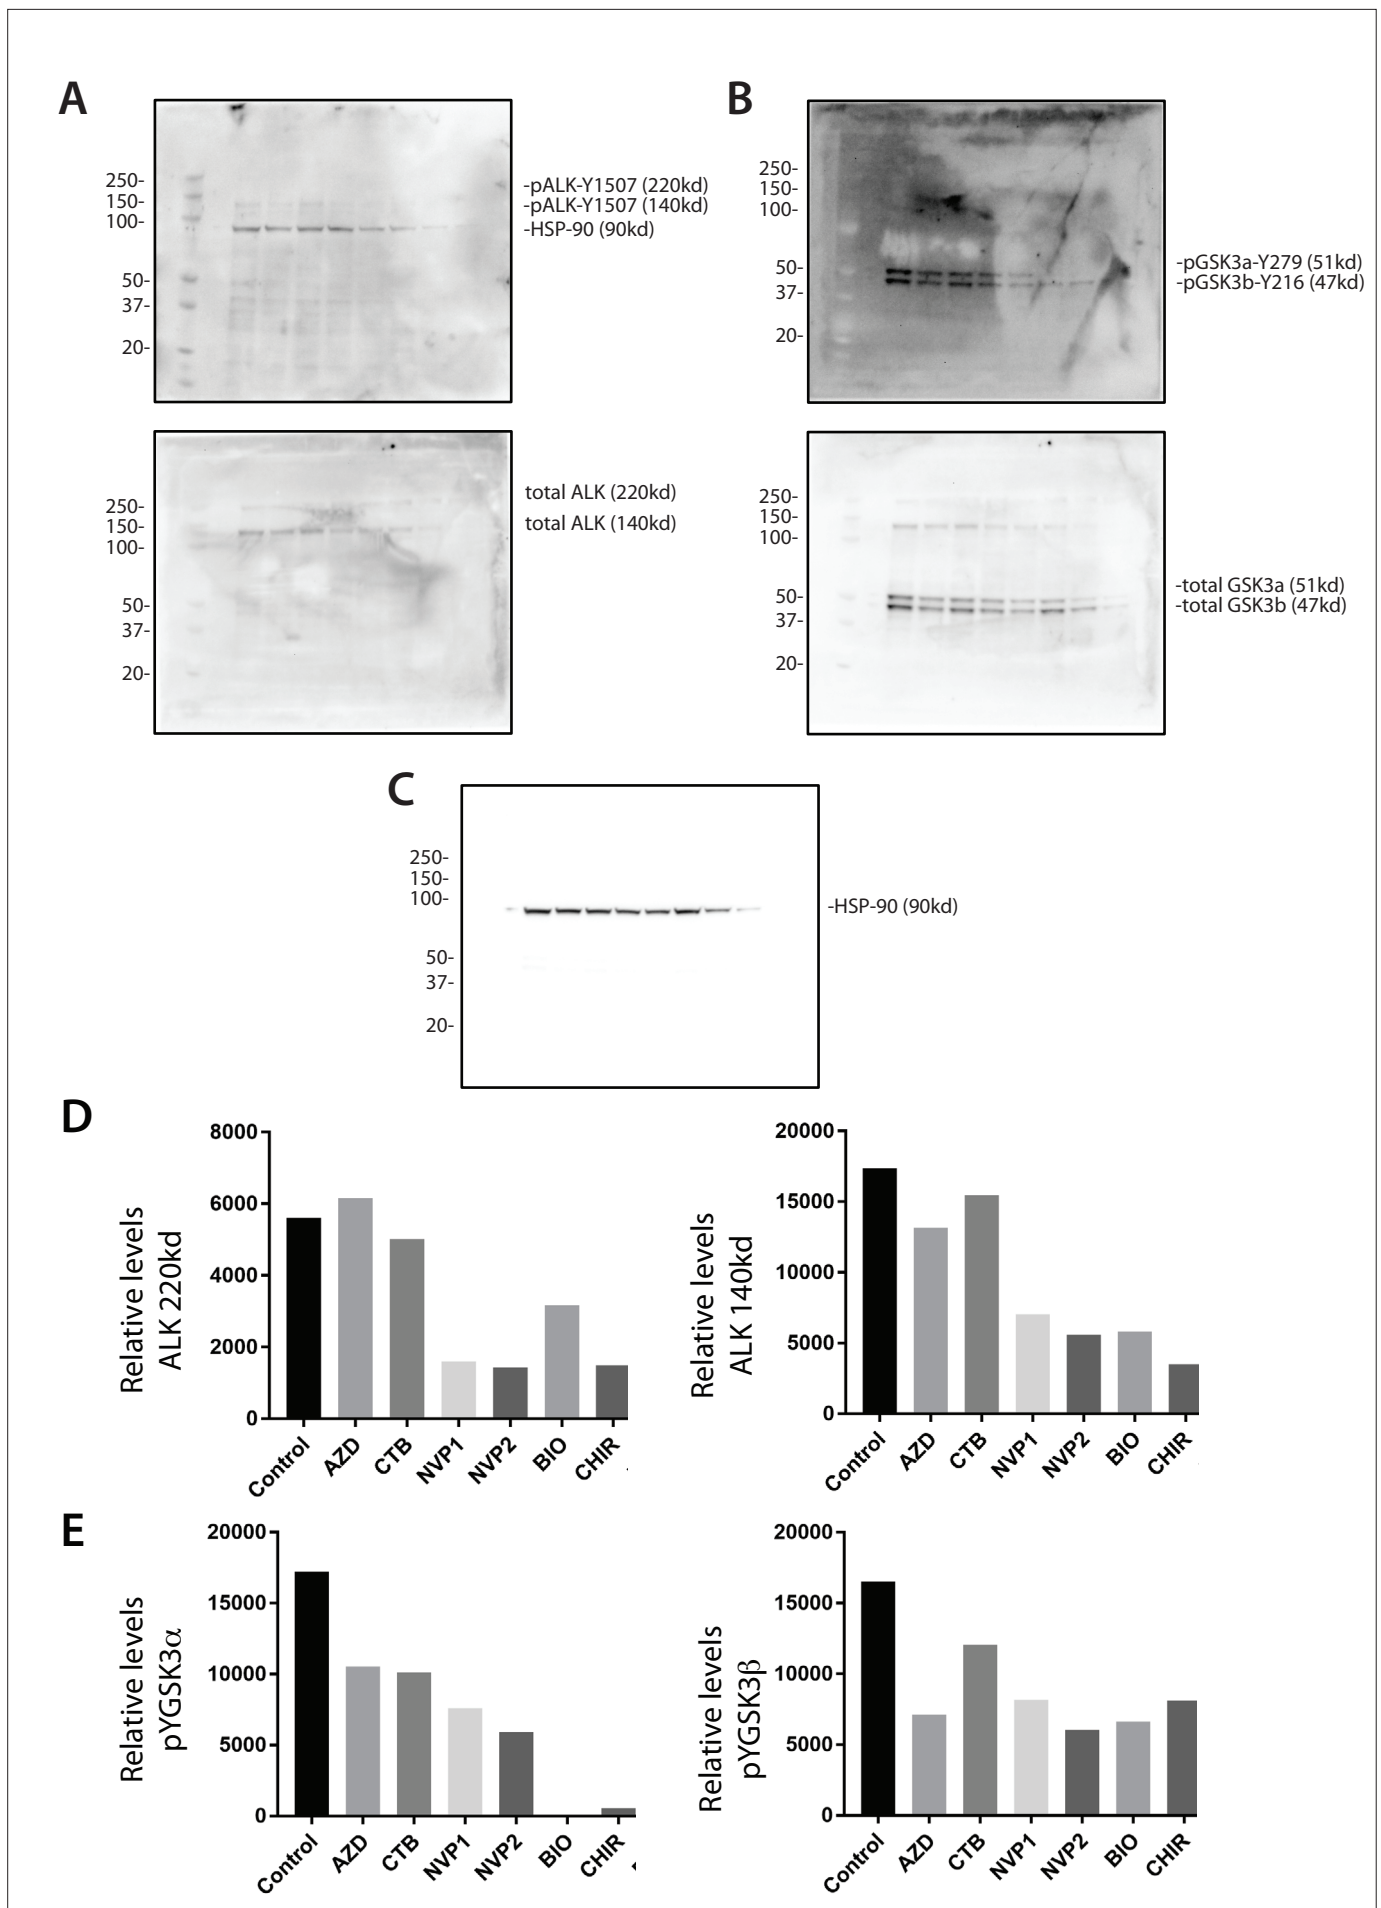 A
250-
150-
100-
50-
37-
20-
-pALK-Y1507 (220kd)
-pALK-Y1507 (140kd)
-HSP-90 (90kd)
250-
150-
100-
50-
37-
20-
total ALK (220kd)
total ALK (140kd)
B
250-
150-
100-
50-
37-
20-
-pGSK3a-Y279 (51kd)
-pGSK3b-Y216 (47kd)
250-
150-
100-
50-
37-
20-
-total GSK3a (51kd)
-total GSK3b (47kd)
C
250-
150-
100-
50-
37-
20-
-HSP-90 (90kd)
D
Relative levels
ALK 220kd
8000
6000
4000
2000
0
Control
AZD
CTB
NVP1
NVP2
BIO
CHIR
Relative levels
ALK 140kd
20000
15000
10000
5000
0
Control
AZD
CTB
NVP1
NVP2
BIO
CHIR
E
Relative levels
pYGSK3α
20000
15000
10000
5000
0
Control
AZD
CTB
NVP1
NVP2
BIO
CHIR
Relative levels
pYGSK3β
20000
15000
10000
5000
0
Control
AZD
CTB
NVP1
NVP2
BIO
CHIR